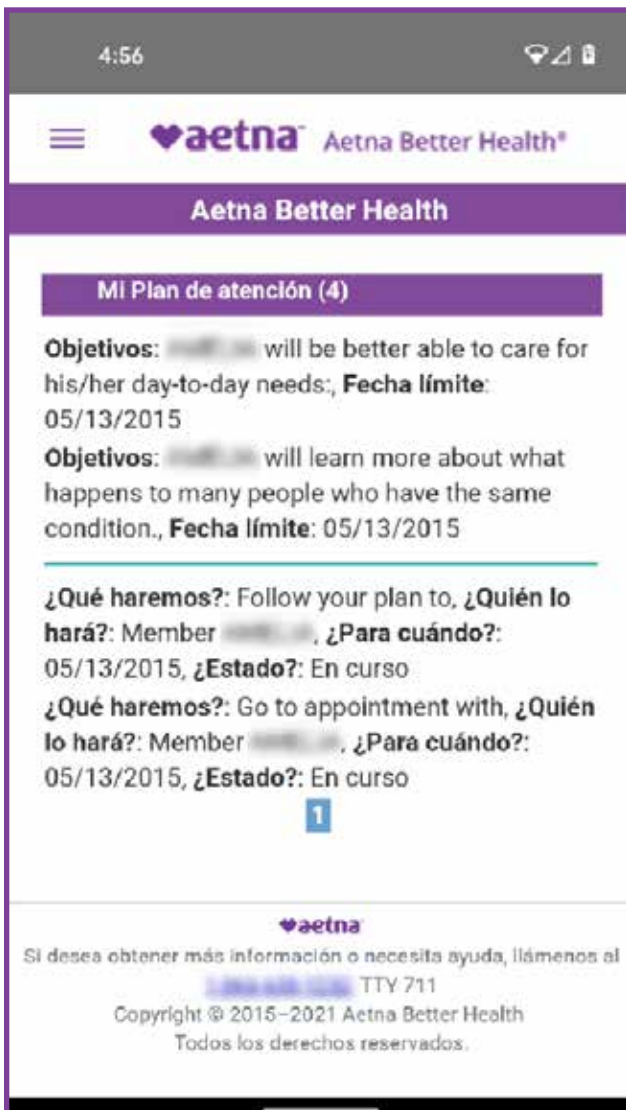 4:56
aetna™ Aetna Better Health®
Aetna Better Health
Mi Plan de atención (4)
Objetivos: will be better able to care for
his/her day-to-day needs:, Fecha límite:
05/13/2015
Objetivos: will learn more about what
happens to many people who have the same
condition., Fecha límite: 05/13/2015
¿Qué haremos?: Follow your plan to, ¿Quién lo
hará?: Member , ¿Para cuándo?:
05/13/2015, ¿Estado?: En curso
¿Qué haremos?: Go to appointment with, ¿Quién
lo hará?: Member , ¿Para cuándo?:
05/13/2015, ¿Estado?: En curso
1
aetna
Si desea obtener más información o necesita ayuda, llámenos al
TTY 711
Copyright © 2015–2021 Aetna Better Health
Todos los derechos reservados.